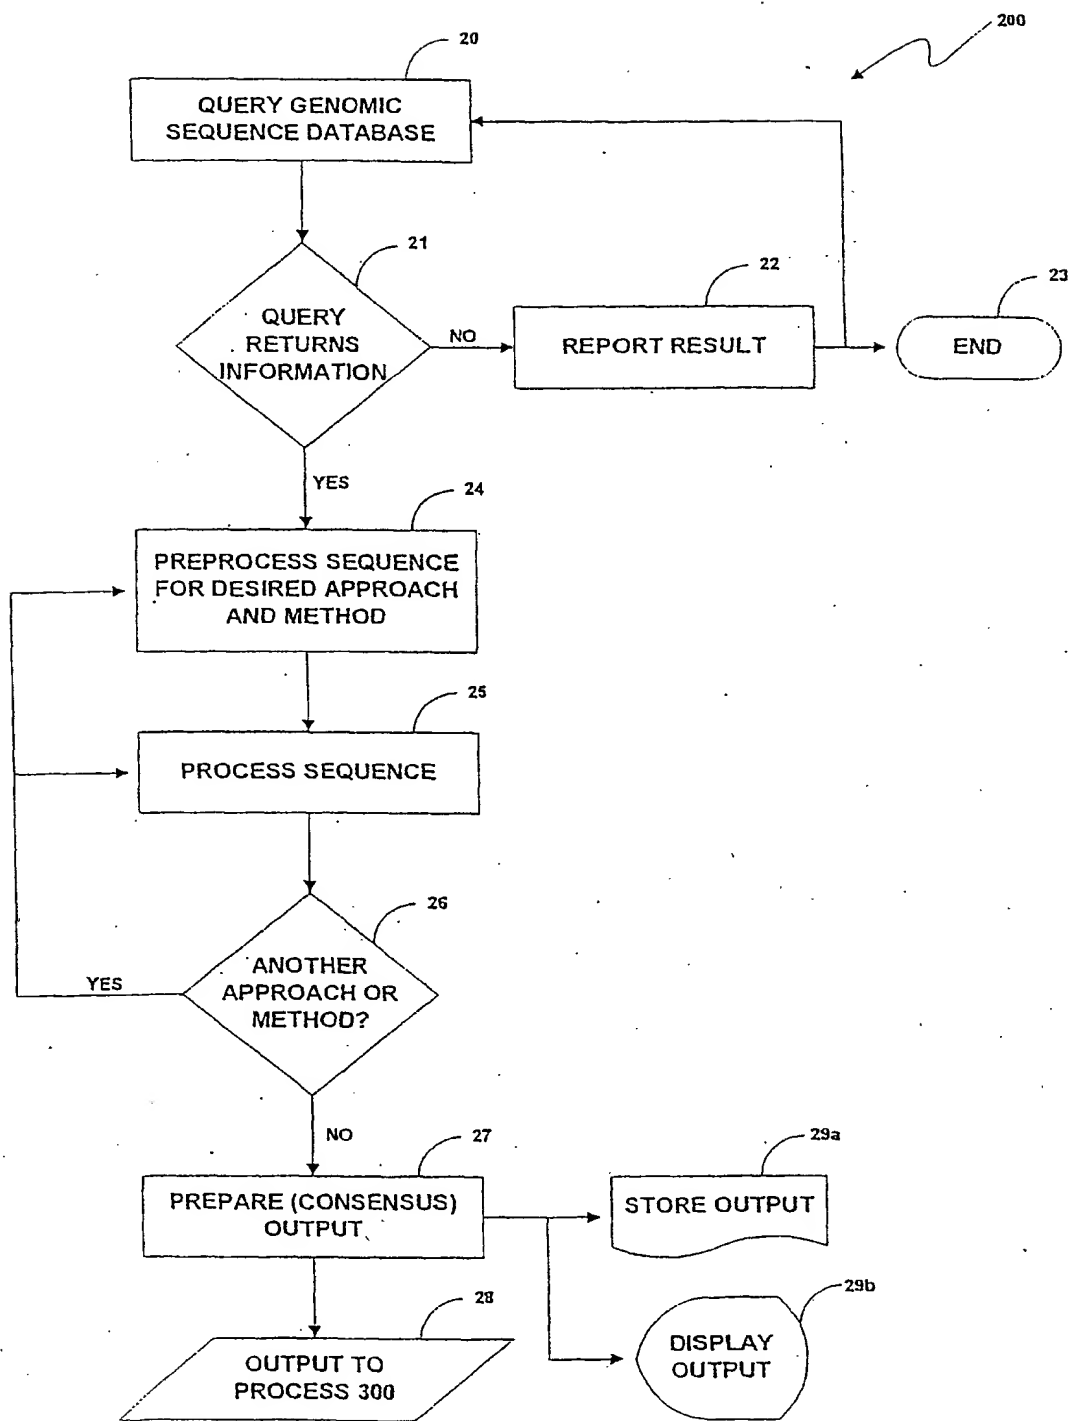 200
20
QUERY GENOMIC
SEQUENCE DATABASE
21
QUERY
RETURNS
INFORMATION
NO
22
REPORT RESULT
23
END
YES
24
PREPROCESS SEQUENCE
FOR DESIRED APPROACH
AND METHOD
25
PROCESS SEQUENCE
26
ANOTHER
APPROACH OR
METHOD?
YES
NO
27
PREPARE (CONSENSUS)
OUTPUT
29a
STORE OUTPUT
28
OUTPUT TO
PROCESS 300
29b
DISPLAY
OUTPUT